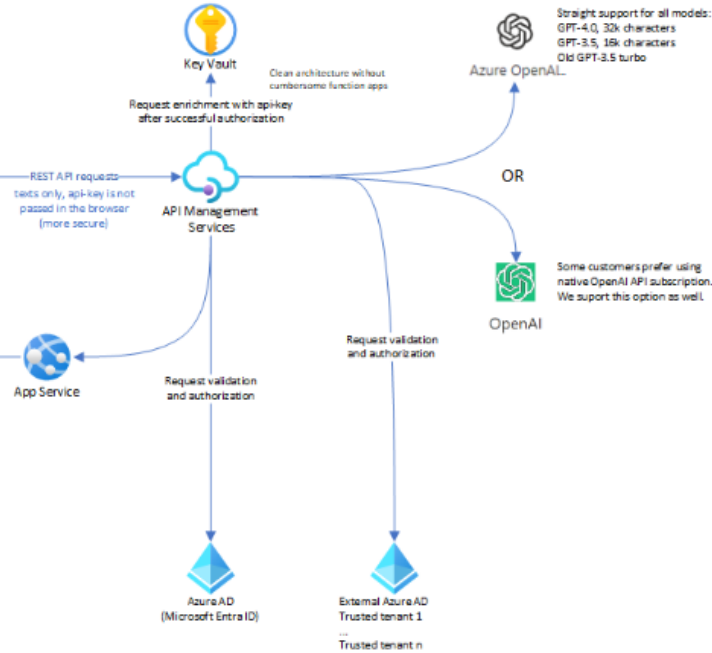 Straight support for all models:
GPT-4.0, 32k characters
GPT-3.5, 16k characters
Old GPT-3.5 turbo
Azure OpenAI...
Key Vault
Clean architecture without
cumbersome function apps
Request enrichment with api-key
after successful authorization
OR
REST API requests
texts only, api-key is not
passed in the browser
(more secure)
API Management
Services
Some customers prefer using
native OpenAI API subscription.
We suport this option as well.
OpenAI
Request validation
and authorization
App Service
Request validation
and authorization
Azure AD
(Microsoft Entra ID)
External Azure AD
Trusted tenant 1
...
Trusted tenant n